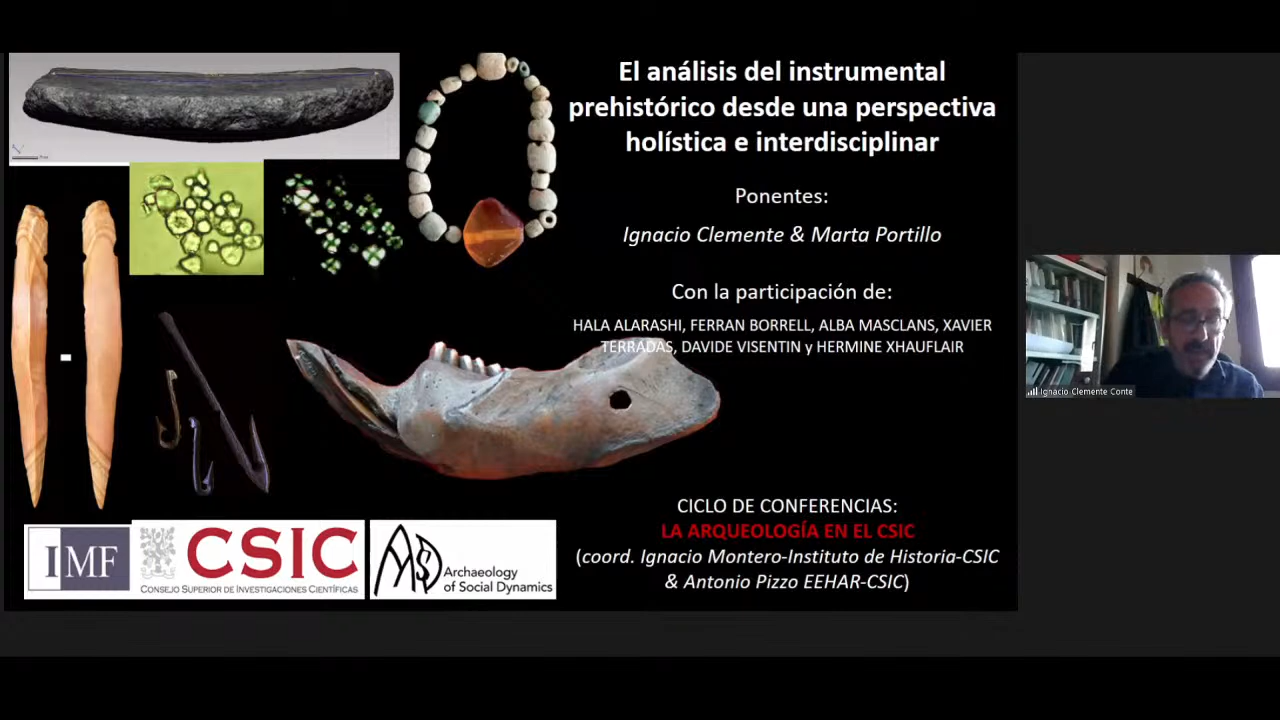 El análisis del instrumental
prehistórico desde una perspectiva
holística e interdisciplinar
Ponentes:
Ignacio Clemente & Marta Portillo
Con la participación de:
HALA ALARASHI, FERRAN BORRELL, ALBA MASCLANS, XAVIER
TERRADAS, DAVIDE VISENTIN y HERMINE XHAUFLAIR
Ignacio Clemente Conte
CICLO DE CONFERENCIAS:
LA ARQUEOLOGÍA EN EL CSIC
(coord. Ignacio Montero-Instituto de Historia-CSIC
& Antonio Pizzo EEHAR-CSIC)
IMF
CSIC
CONSEJO SUPERIOR DE INVESTIGACIONES CIENTÍFICAS
ASD
Archaeology
of Social Dynamics